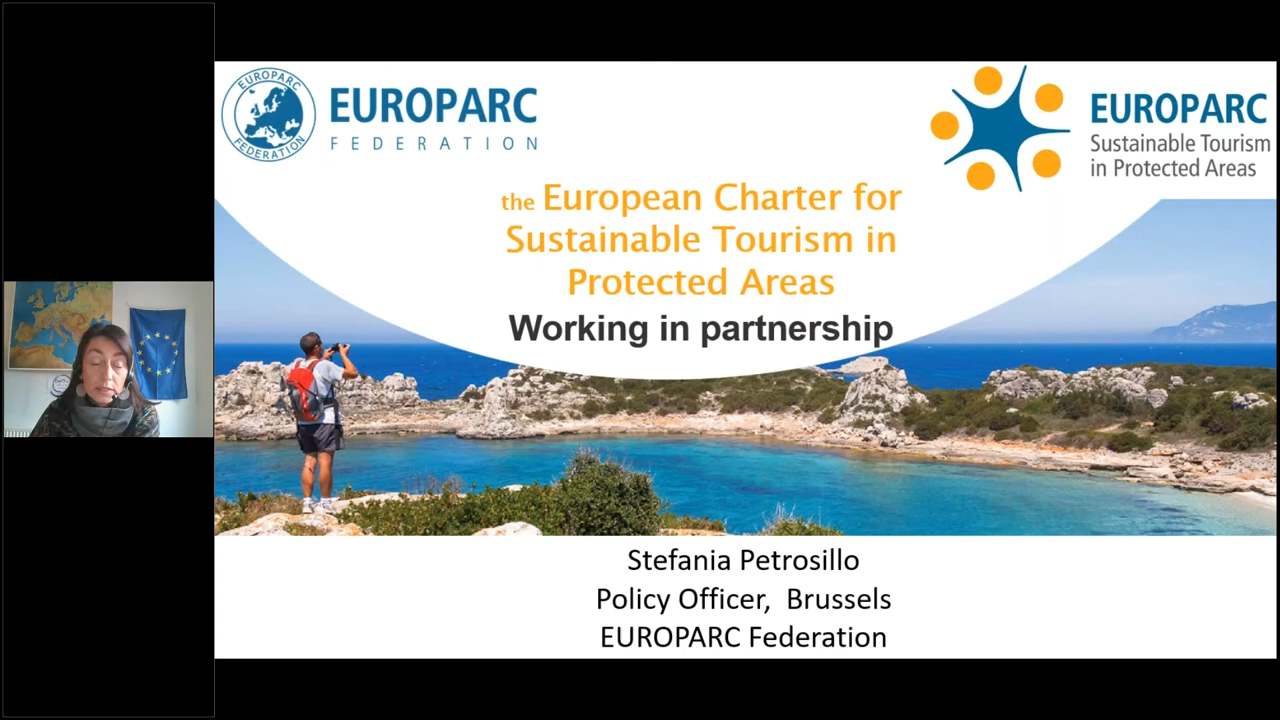 EUROPARC
FEDERATION
EUROPARC
FEDERATION
EUROPARC
Sustainable Tourism
in Protected Areas
the European Charter for
Sustainable Tourism in
Protected Areas
Working in partnership
Stefania Petrosillo
Policy Officer, Brussels
EUROPARC Federation